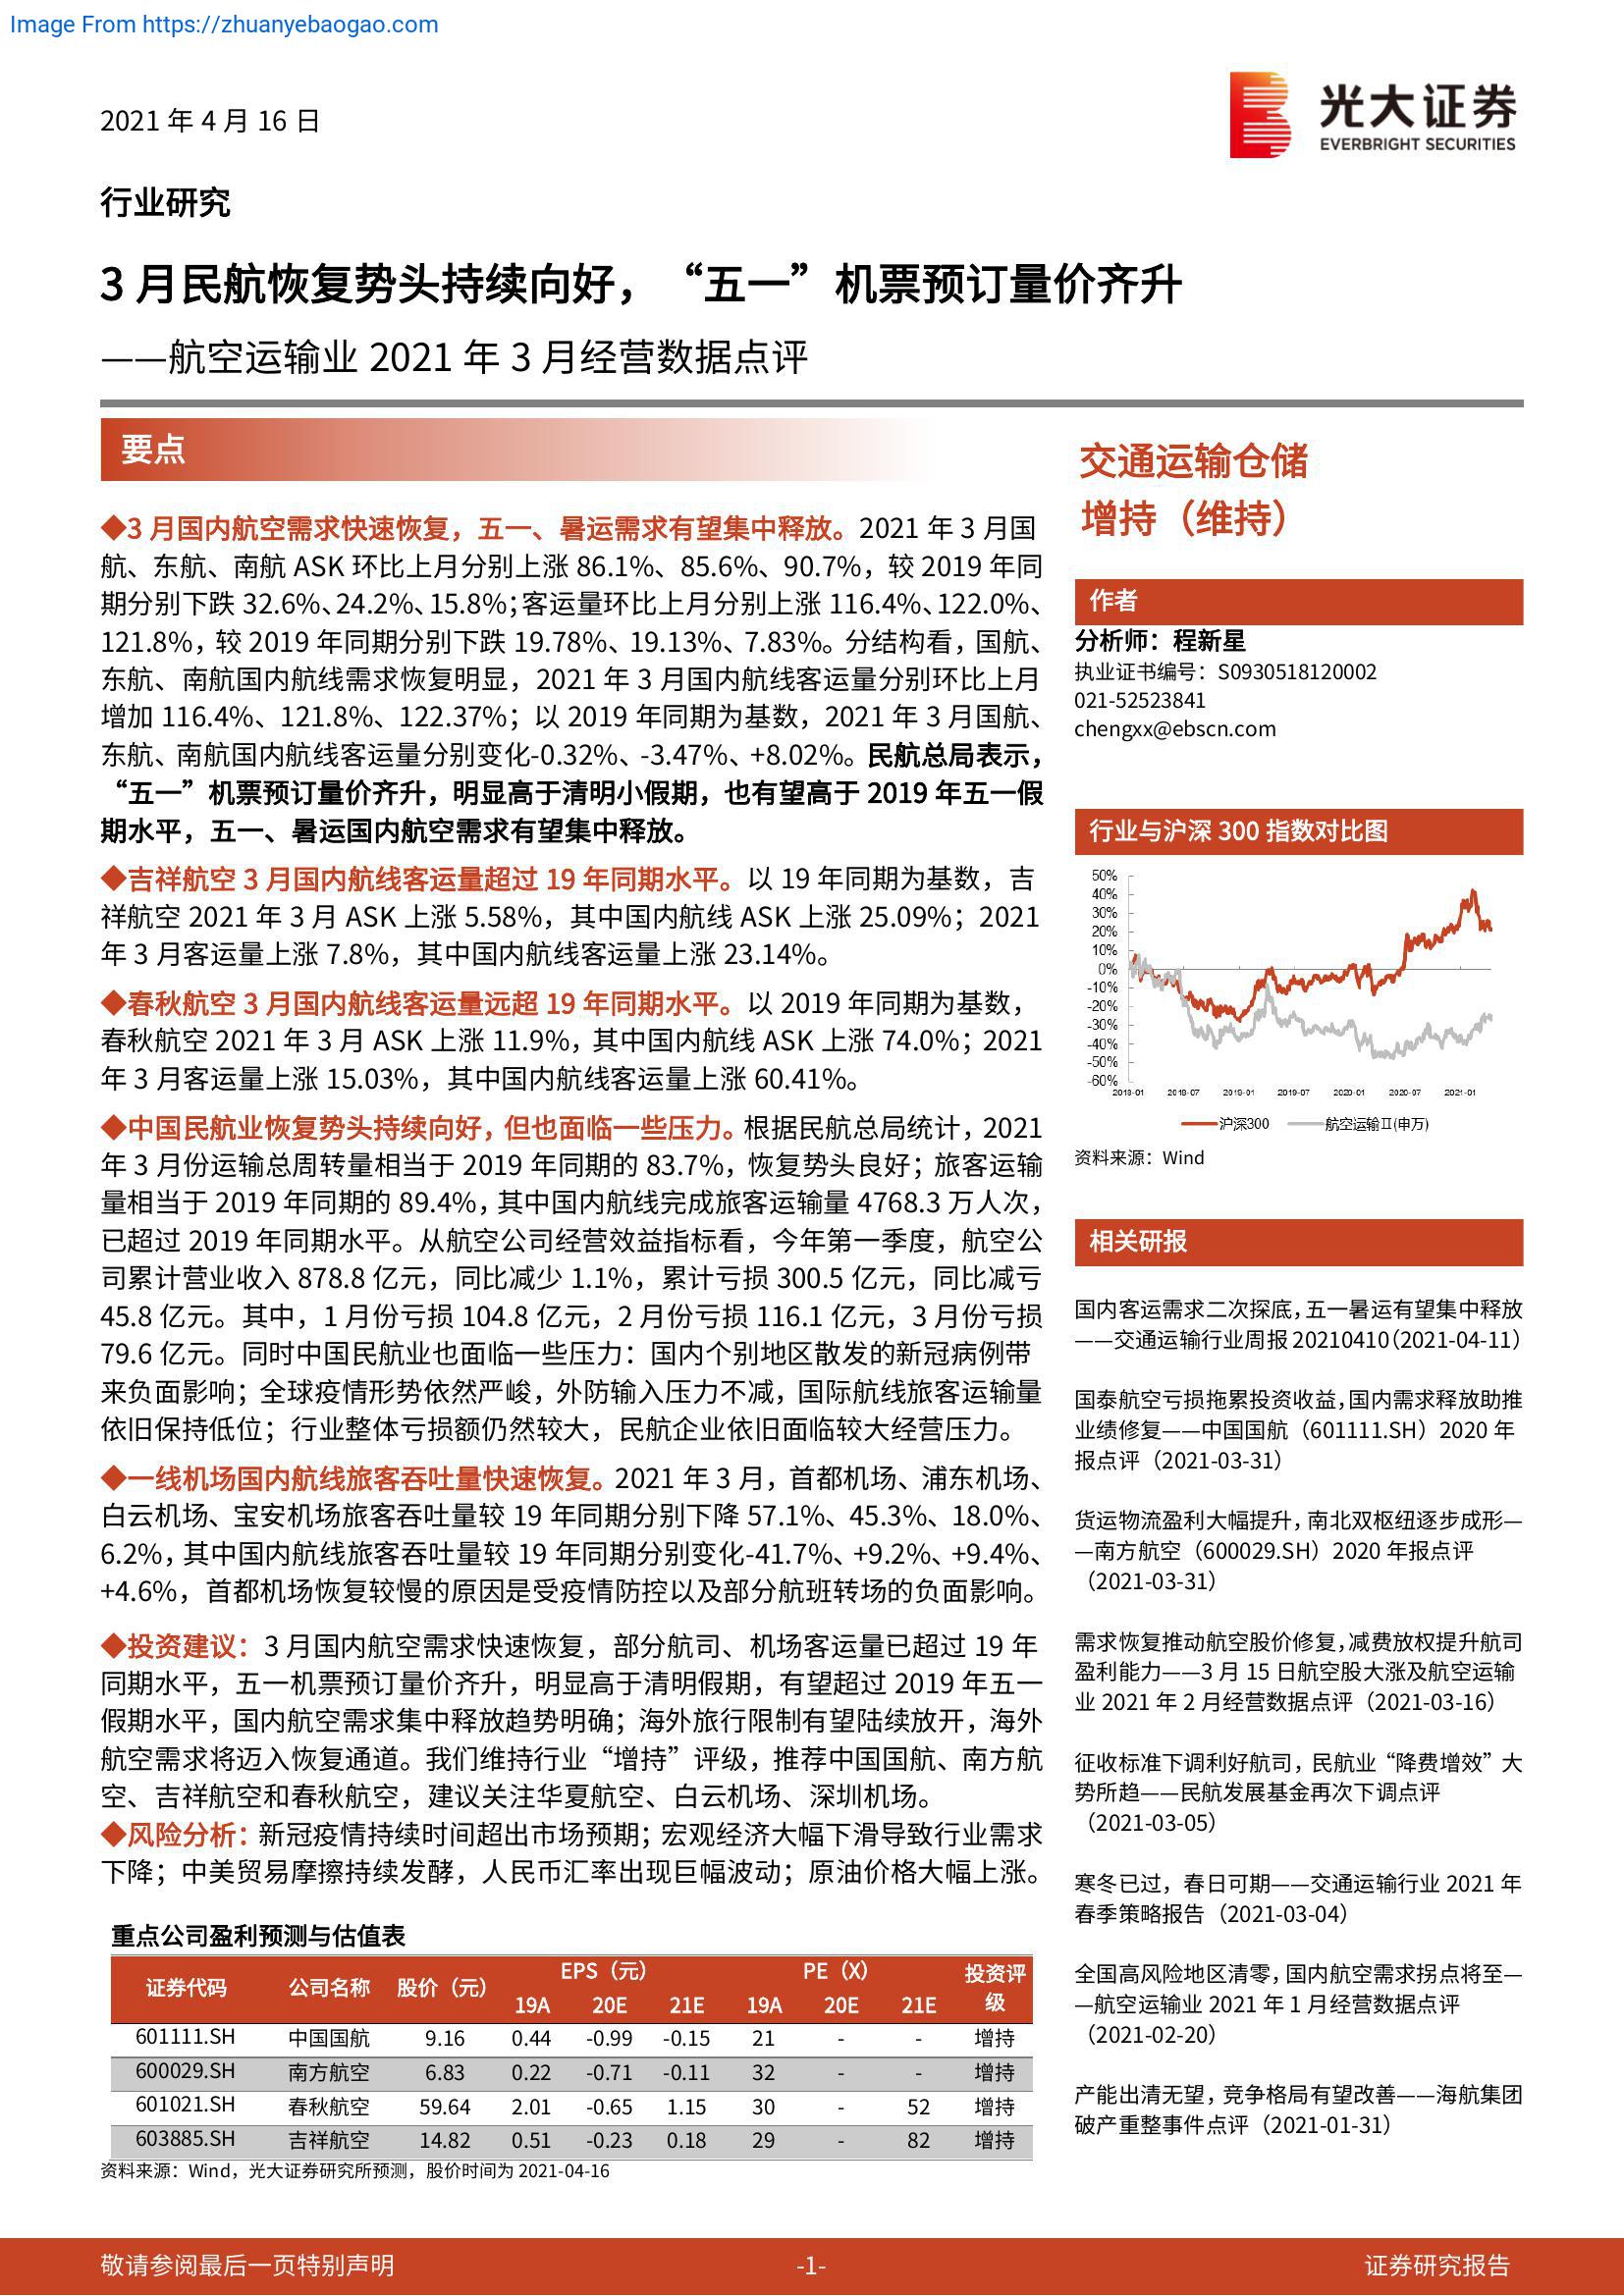 Image From https://zhuanyebaogao.com
2021 年 4 月 16 日
光大证券
EVERBRIGHT SECURITIES
行业研究
3 月民航恢复势头持续向好，“五一”机票预订量价齐升
——航空运输业 2021 年 3 月经营数据点评
要点
◆3 月国内航空需求快速恢复，五一、暑运需求有望集中释放。2021 年 3 月国
航、东航、南航 ASK 环比上月分别上涨 86.1%、85.6%、90.7%，较 2019 年同
期分别下跌 32.6%、24.2%、15.8%；客运量环比上月分别上涨 116.4%、122.0%、
121.8%，较 2019 年同期分别下跌 19.78%、19.13%、7.83%。分结构看，国航、
东航、南航国内航线需求恢复明显，2021 年 3 月国内航线客运量分别环比上月
增加 116.4%、121.8%、122.37%；以 2019 年同期为基数，2021 年 3 月国航、
东航、南航国内航线客运量分别变化-0.32%、-3.47%、+8.02%。民航总局表示，
“五一”机票预订量价齐升，明显高于清明小假期，也有望高于 2019 年五一假
期水平，五一、暑运国内航空需求有望集中释放。
◆吉祥航空 3 月国内航线客运量超过 19 年同期水平。以 19 年同期为基数，吉
祥航空 2021 年 3 月 ASK 上涨 5.58%，其中国内航线 ASK 上涨 25.09%；2021
年 3 月客运量上涨 7.8%，其中国内航线客运量上涨 23.14%。
◆春秋航空 3 月国内航线客运量远超 19 年同期水平。以 2019 年同期为基数，
春秋航空 2021 年 3 月 ASK 上涨 11.9%，其中国内航线 ASK 上涨 74.0%；2021
年 3 月客运量上涨 15.03%，其中国内航线客运量上涨 60.41%。
◆中国民航业恢复势头持续向好，但也面临一些压力。根据民航总局统计，2021
年 3 月份运输总周转量相当于 2019 年同期的 83.7%，恢复势头良好；旅客运输
量相当于 2019 年同期的 89.4%，其中国内航线完成旅客运输量 4768.3 万人次，
已超过 2019 年同期水平。从航空公司经营效益指标看，今年第一季度，航空公
司累计营业收入 878.8 亿元，同比减少 1.1%，累计亏损 300.5 亿元，同比减亏
45.8 亿元。其中，1 月份亏损 104.8 亿元，2 月份亏损 116.1 亿元，3 月份亏损
79.6 亿元。同时中国民航业也面临一些压力：国内个别地区散发的新冠病例带
来负面影响；全球疫情形势依然严峻，外防输入压力不减，国际航线旅客运输量
依旧保持低位；行业整体亏损额仍然较大，民航企业依旧面临较大经营压力。
◆一线机场国内航线旅客吞吐量快速恢复。2021 年 3 月，首都机场、浦东机场、
白云机场、宝安机场旅客吞吐量较 19 年同期分别下降 57.1%、45.3%、18.0%、
6.2%，其中国内航线旅客吞吐量较 19 年同期分别变化-41.7%、+9.2%、+9.4%、
+4.6%，首都机场恢复较慢的原因是受疫情防控以及部分航班转场的负面影响。
◆投资建议：3 月国内航空需求快速恢复，部分航司、机场客运量已超过 19 年
同期水平，五一机票预订量价齐升，明显高于清明假期，有望超过 2019 年五一
假期水平，国内航空需求集中释放趋势明确；海外旅行限制有望陆续放开，海外
航空需求将迈入恢复通道。我们维持行业“增持”评级，推荐中国国航、南方航
空、吉祥航空和春秋航空，建议关注华夏航空、白云机场、深圳机场。
◆风险分析：新冠疫情持续时间超出市场预期；宏观经济大幅下滑导致行业需求
下降；中美贸易摩擦持续发酵，人民币汇率出现巨幅波动；原油价格大幅上涨。
重点公司盈利预测与估值表
证券代码 公司名称 股价（元） EPS（元） PE（X） 投资评级
19A 20E 21E 19A 20E 21E
601111.SH 中国国航 9.16 0.44 -0.99 -0.15 21 - - 增持
600029.SH 南方航空 6.83 0.22 -0.71 -0.11 32 - - 增持
601021.SH 春秋航空 59.64 2.01 -0.65 1.15 30 - 52 增持
603885.SH 吉祥航空 14.82 0.51 -0.23 0.18 29 - 82 增持
资料来源：Wind，光大证券研究所预测，股价时间为 2021-04-16
交通运输仓储
增持（维持）
作者
分析师：程新星
执业证书编号：S0930518120002
021-52523841
chengxx@ebscn.com
行业与沪深 300 指数对比图
50%
40%
30%
20%
10%
0%
-10%
-20%
-30%
-40%
-50%
-60%
2018-01 2018-07 2019-01 2019-07 2020-01 2020-07 2021-01
沪深300 航空运输II(申万)
资料来源：Wind
相关研报
国内客运需求二次探底，五一暑运有望集中释放
——交通运输行业周报 20210410（2021-04-11）
国泰航空亏损拖累投资收益，国内需求释放助推
业绩修复——中国国航（601111.SH）2020 年
报点评（2021-03-31）
货运物流盈利大幅提升，南北双枢纽逐步成形—
—南方航空（600029.SH）2020 年报点评
（2021-03-31）
需求恢复推动航空股价修复，减费放权提升航司
盈利能力——3 月 15 日航空股大涨及航空运输
业 2021 年 2 月经营数据点评（2021-03-16）
征收标准下调利好航司，民航业“降费增效”大
势所趋——民航发展基金再次下调点评
（2021-03-05）
寒冬已过，春日可期——交通运输行业 2021 年
春季策略报告（2021-03-04）
全国高风险地区清零，国内航空需求拐点将至—
—航空运输业 2021 年 1 月经营数据点评
（2021-02-20）
产能出清无望，竞争格局有望改善——海航集团
破产重整事件点评（2021-01-31）
敬请参阅最后一页特别声明 -1- 证券研究报告